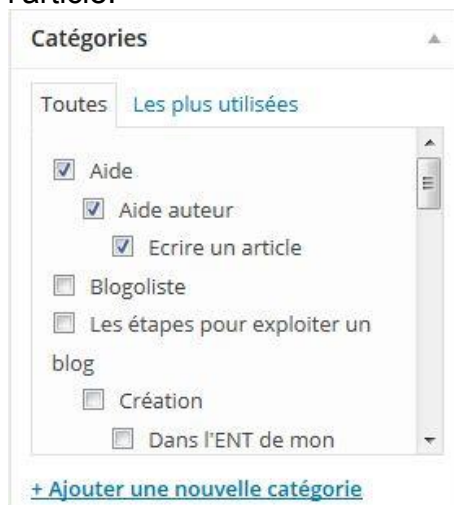 l'article.
Catégories
Toutes Les plus utilisées
Aide
Aide auteur
Ecrire un article
Blogoliste
Les étapes pour exploiter un
blog
Création
Dans l'ENT de mon
+ Ajouter une nouvelle catégorie